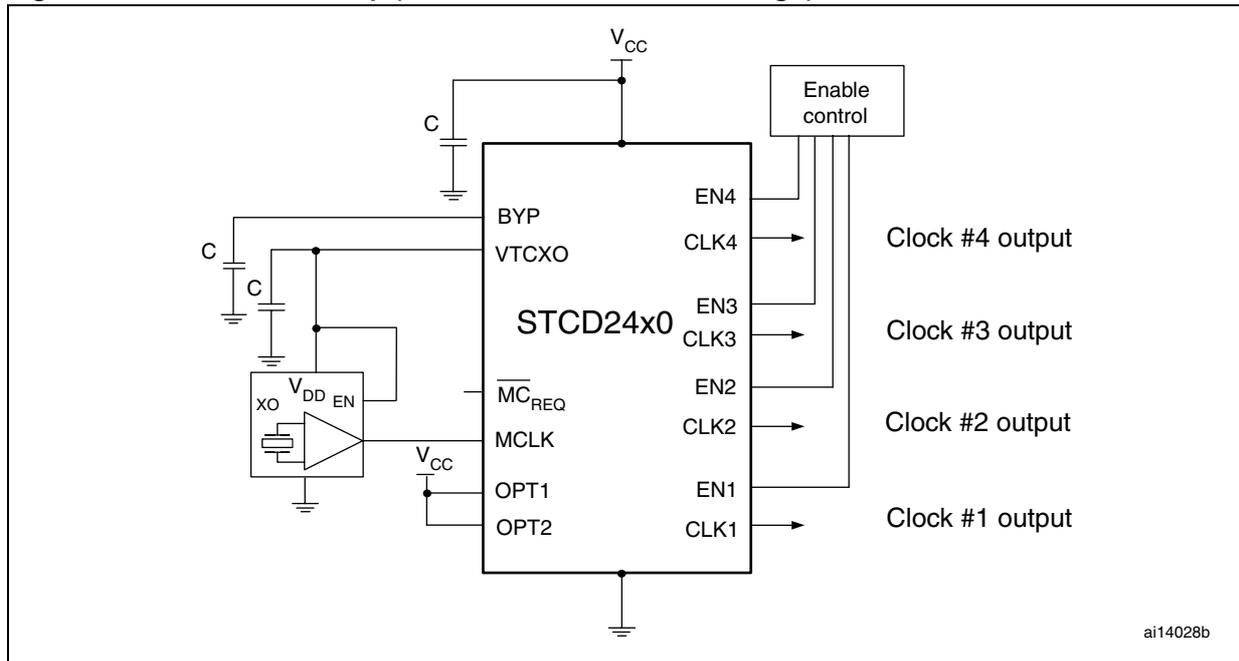 VCC
Enable
control
C
EN4
BYP
CLK4
Clock #4 output
C
VTCXO
C
EN3
STCD24x0
CLK3
Clock #3 output
VDD
EN
XO
EN2
MCREQ
CLK2
Clock #2 output
MCLK
VCC
OPT1
EN1
OPT2
CLK1
Clock #1 output
ai14028b